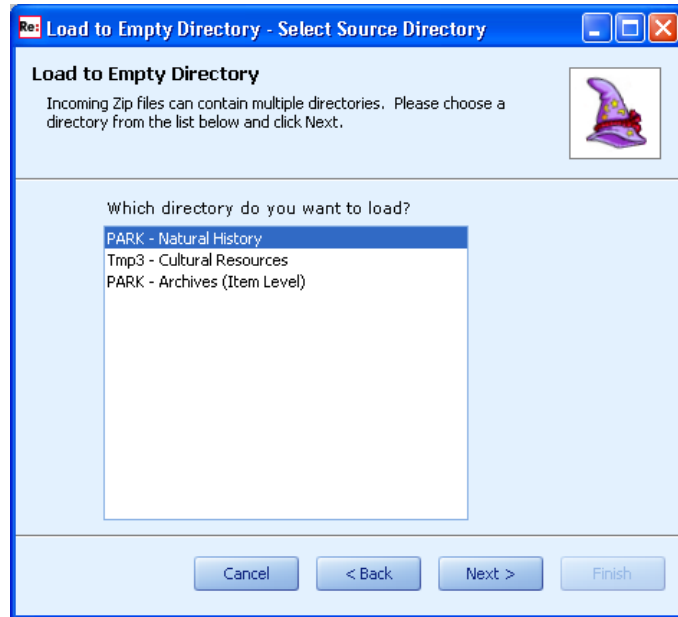 Re: Load to Empty Directory - Select Source Directory
Load to Empty Directory
Incoming Zip files can contain multiple directories. Please choose a
directory from the list below and click Next.
Which directory do you want to load?
PARK - Natural History
Tmp3 - Cultural Resources
PARK - Archives (Item Level)
Cancel
< Back
Next >
Finish